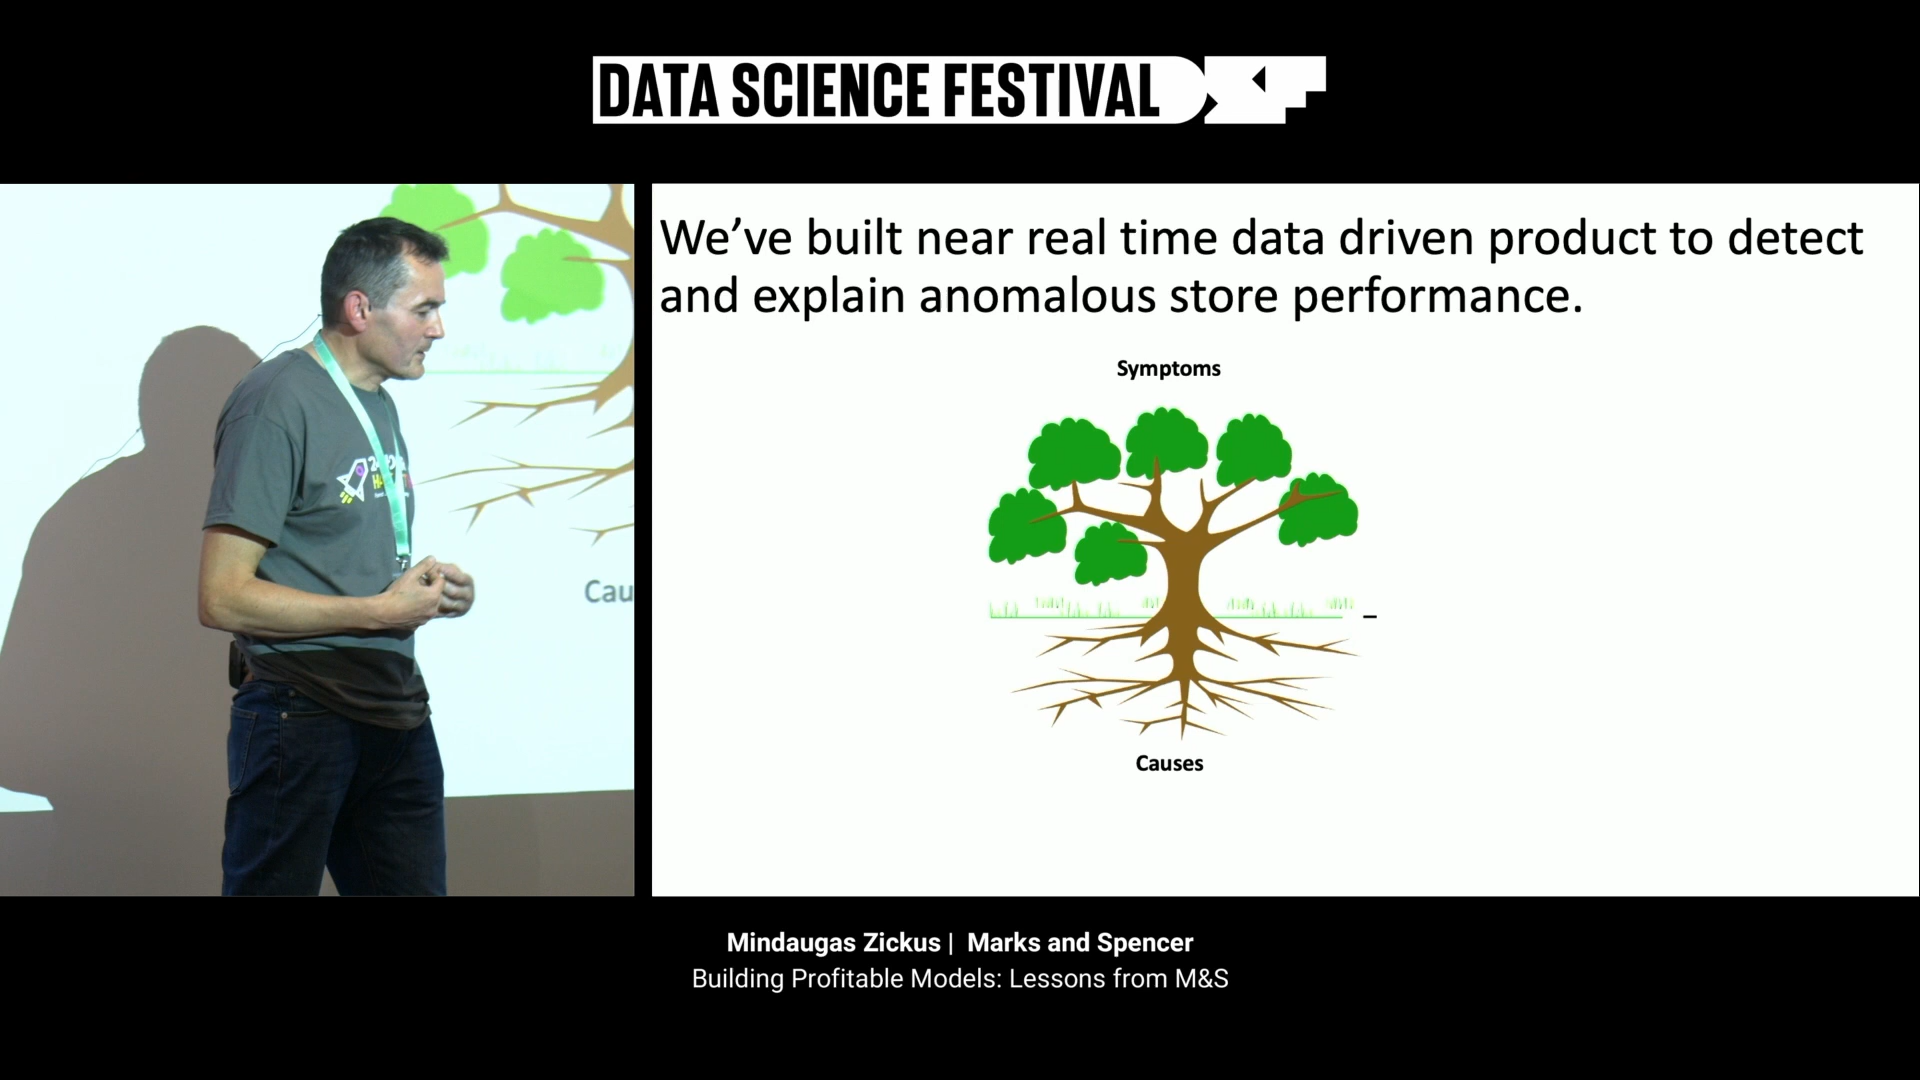 DATA SCIENCE FESTIVAL
We’ve built near real time data driven product to detect
and explain anomalous store performance.
Symptoms
Causes
Cau
Mindaugas Zickus | Marks and Spencer
Building Profitable Models: Lessons from M&S